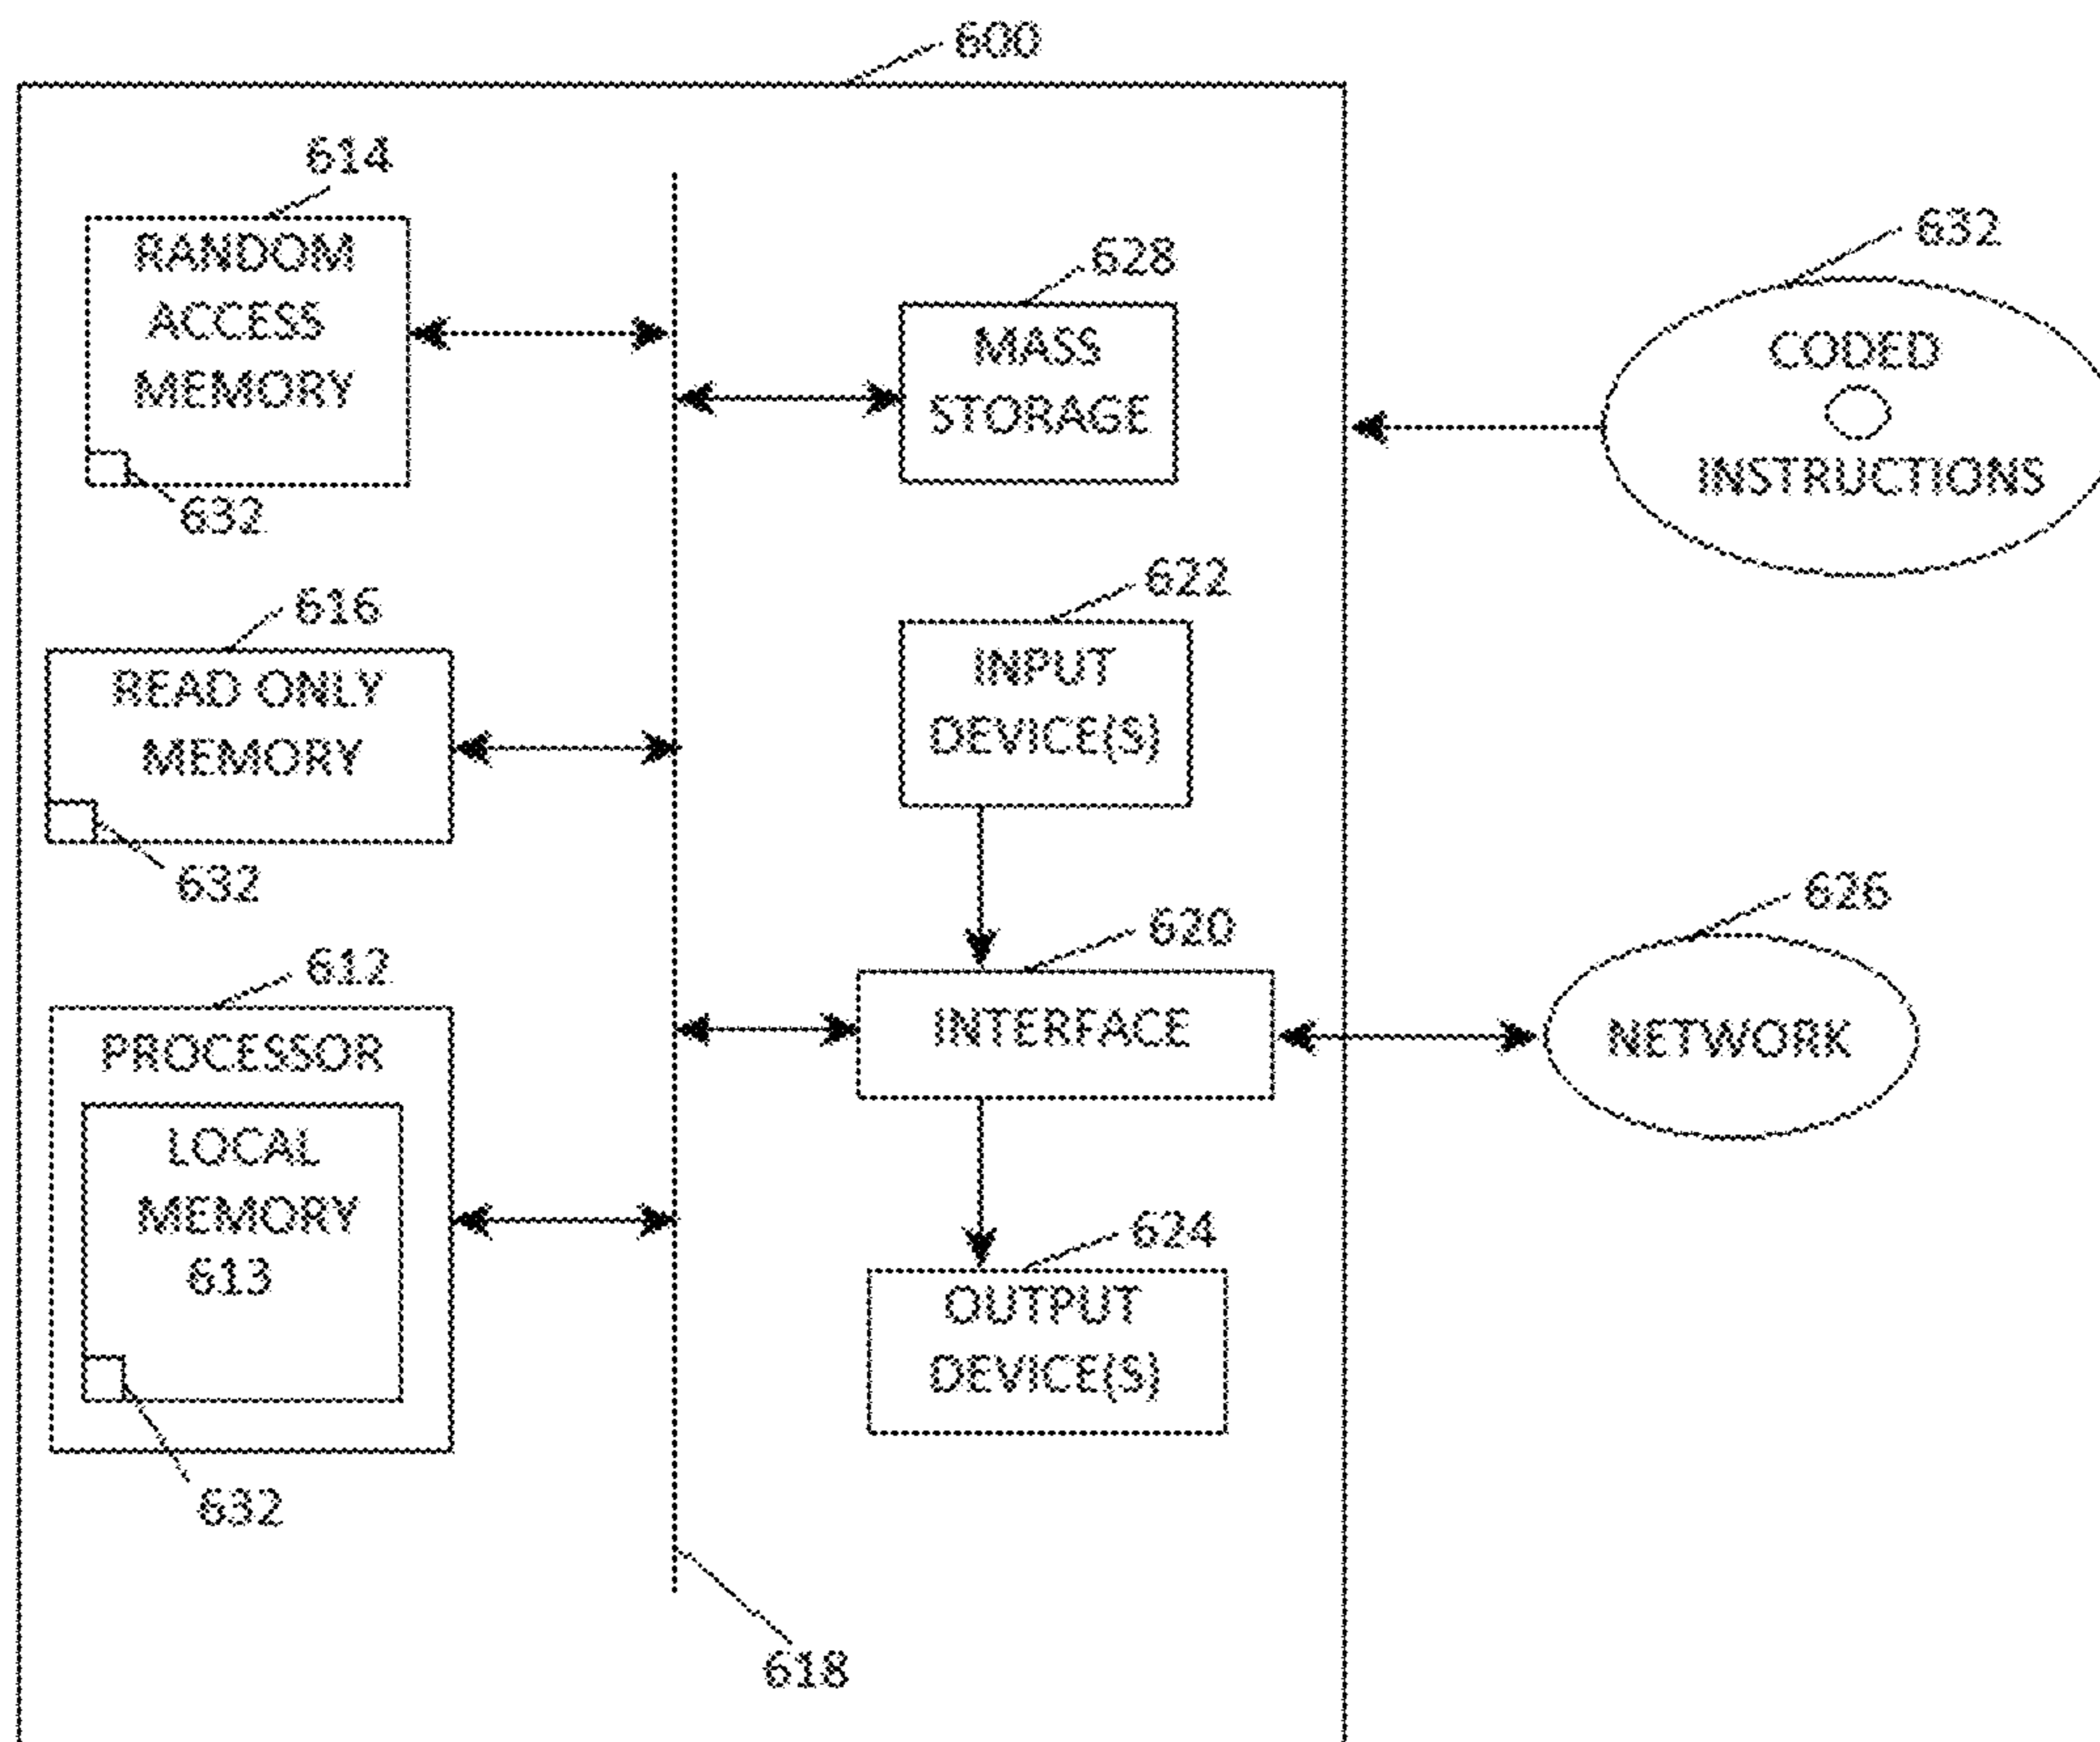 600
614
RANDOM
ACCESS
MEMORY
632
616
READ ONLY
MEMORY
632
612
PROCESSOR
LOCAL
MEMORY
613
632
628
MASS
STORAGE
622
INPUT
DEVICE(S)
620
INTERFACE
624
OUTPUT
DEVICE(S)
618
632
CODED
INSTRUCTIONS
626
NETWORK